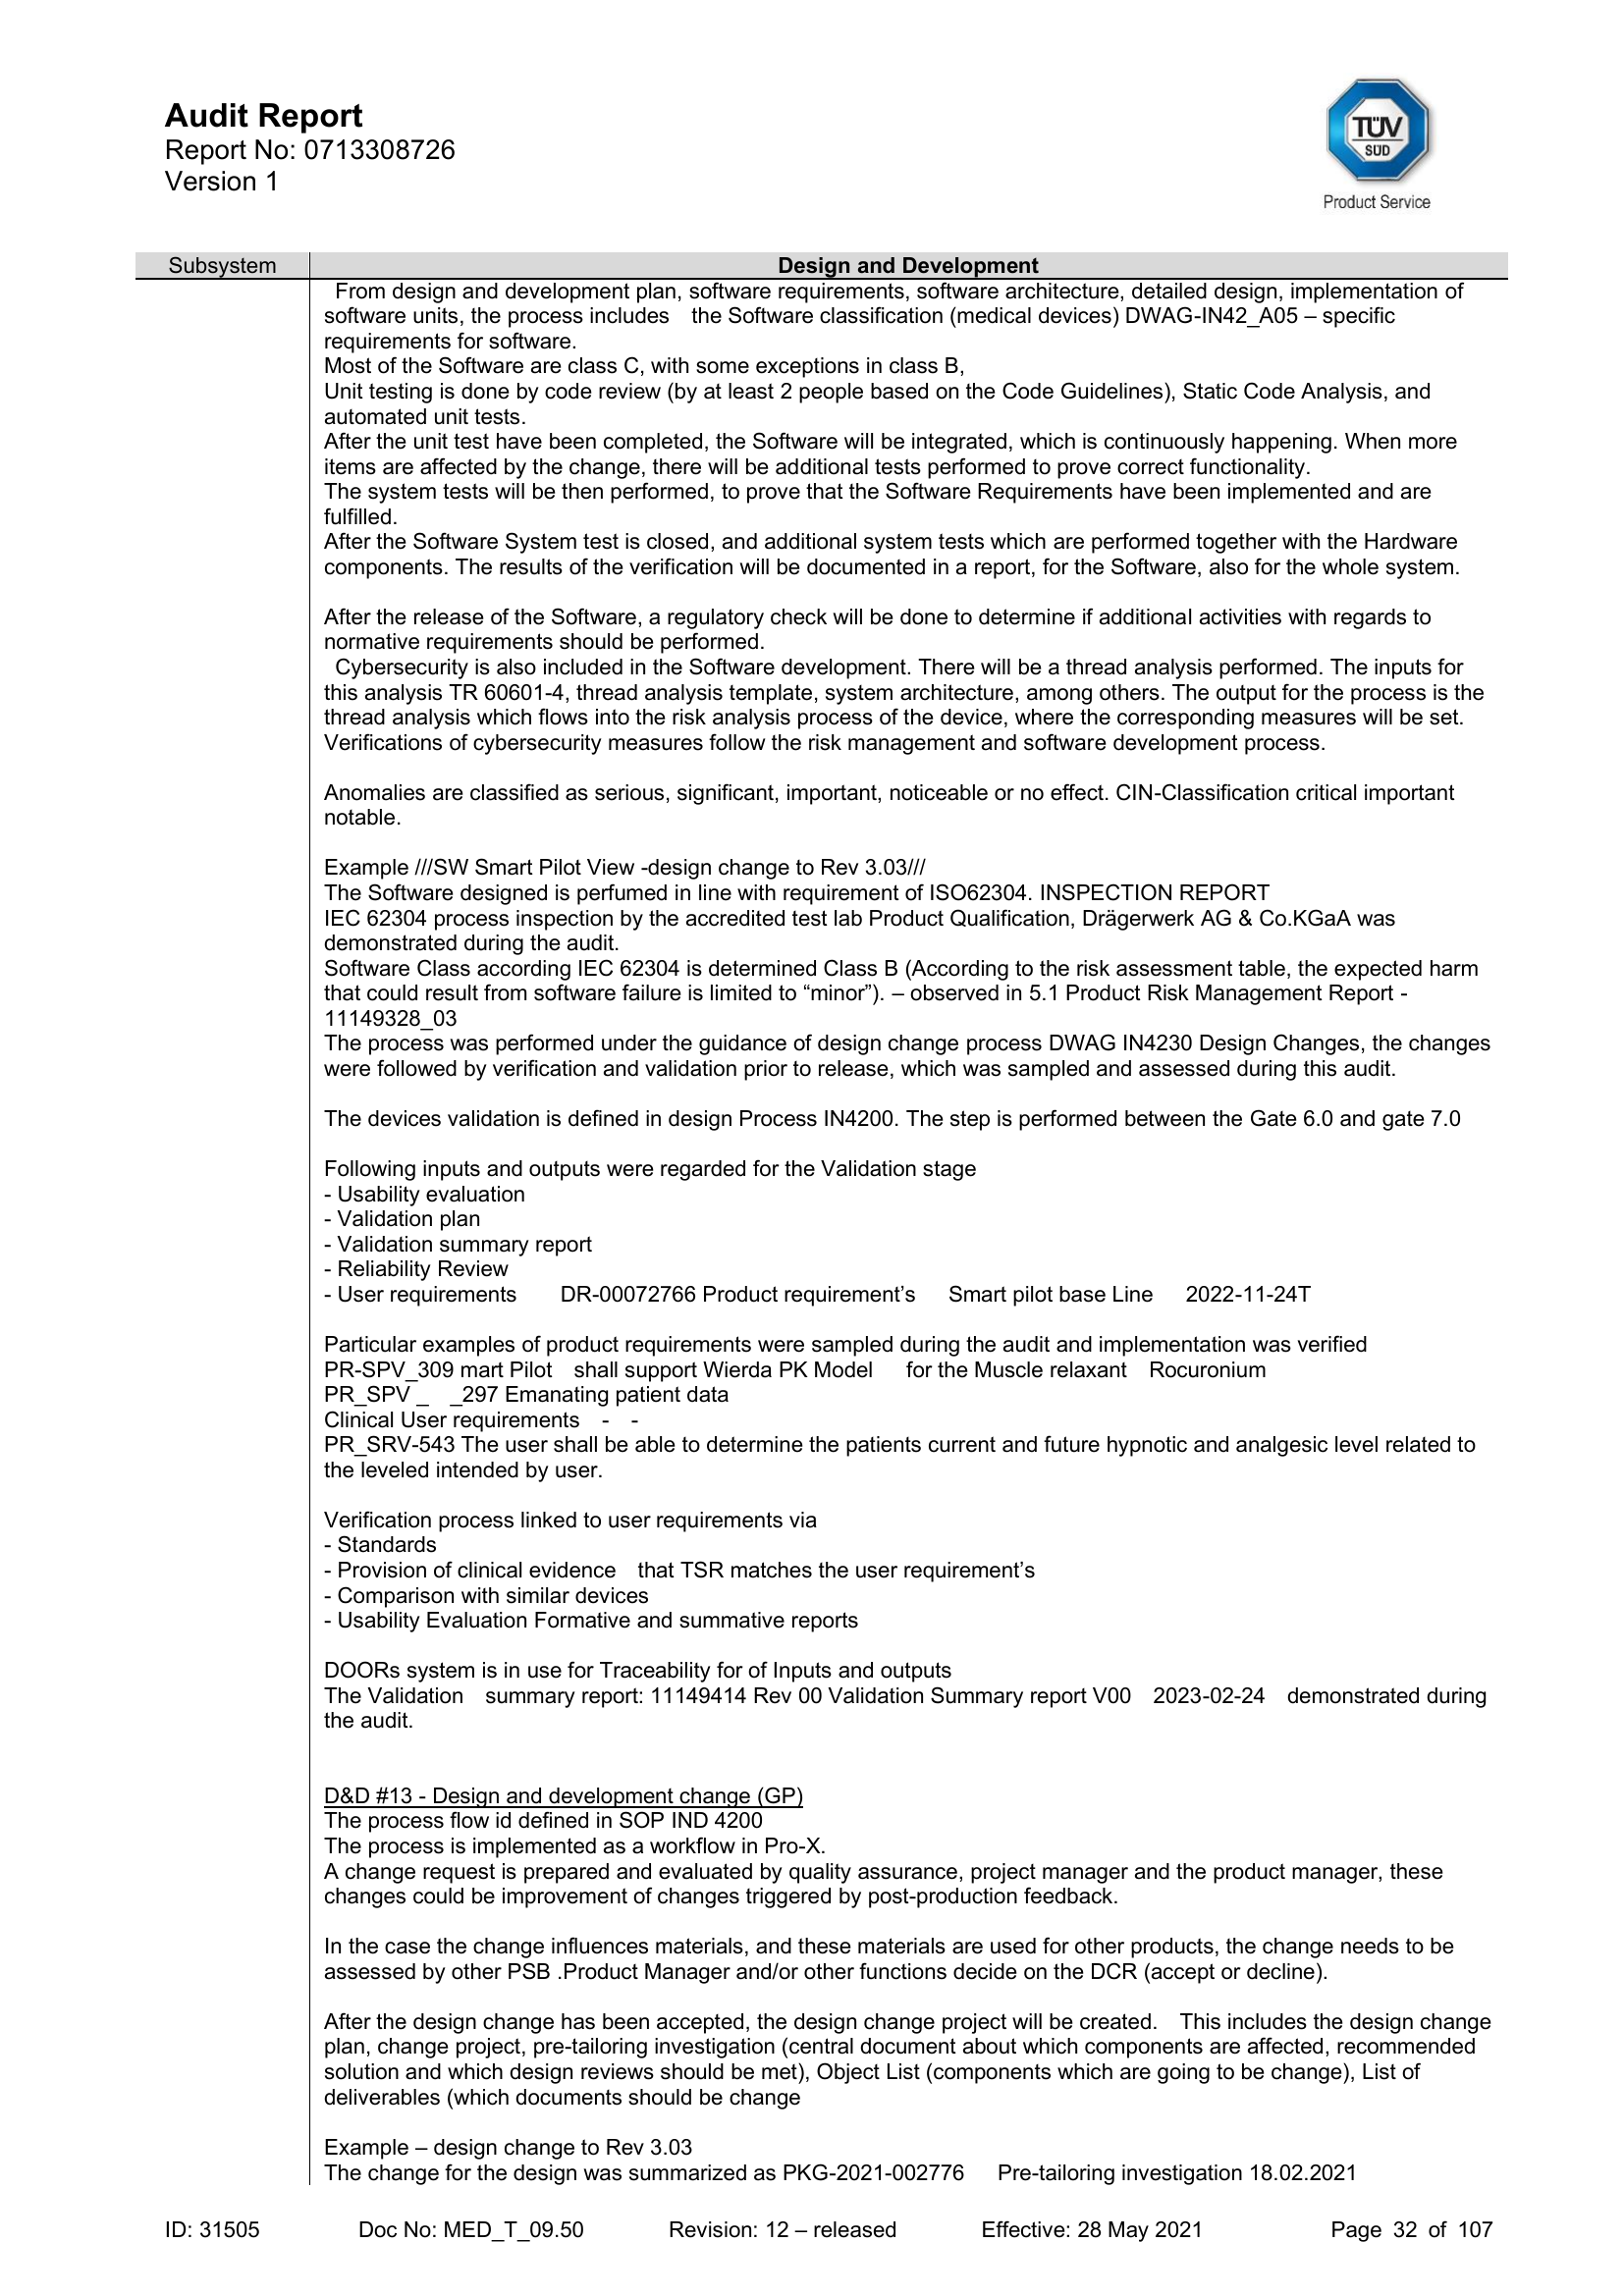 Audit Report
Report No: 0713308726
Version 1
TÜV
SÜD
Product Service
Subsystem Design and Development
From design and development plan, software requirements, software architecture, detailed design, implementation of
software units, the process includes the Software classification (medical devices) DWAG-IN42_A05 – specific
requirements for software.
Most of the Software are class C, with some exceptions in class B,
Unit testing is done by code review (by at least 2 people based on the Code Guidelines), Static Code Analysis, and
automated unit tests.
After the unit test have been completed, the Software will be integrated, which is continuously happening. When more
items are affected by the change, there will be additional tests performed to prove correct functionality.
The system tests will be then performed, to prove that the Software Requirements have been implemented and are
fulfilled.
After the Software System test is closed, and additional system tests which are performed together with the Hardware
components. The results of the verification will be documented in a report, for the Software, also for the whole system.
After the release of the Software, a regulatory check will be done to determine if additional activities with regards to
normative requirements should be performed.
Cybersecurity is also included in the Software development. There will be a thread analysis performed. The inputs for
this analysis TR 60601-4, thread analysis template, system architecture, among others. The output for the process is the
thread analysis which flows into the risk analysis process of the device, where the corresponding measures will be set.
Verifications of cybersecurity measures follow the risk management and software development process.
Anomalies are classified as serious, significant, important, noticeable or no effect. CIN-Classification critical important
notable.
Example ///SW Smart Pilot View -design change to Rev 3.03///
The Software designed is perfumed in line with requirement of ISO62304. INSPECTION REPORT
IEC 62304 process inspection by the accredited test lab Product Qualification, Drägerwerk AG & Co.KGaA was
demonstrated during the audit.
Software Class according IEC 62304 is determined Class B (According to the risk assessment table, the expected harm
that could result from software failure is limited to “minor”). – observed in 5.1 Product Risk Management Report -
11149328_03
The process was performed under the guidance of design change process DWAG IN4230 Design Changes, the changes
were followed by verification and validation prior to release, which was sampled and assessed during this audit.
The devices validation is defined in design Process IN4200. The step is performed between the Gate 6.0 and gate 7.0
Following inputs and outputs were regarded for the Validation stage
- Usability evaluation
- Validation plan
- Validation summary report
- Reliability Review
- User requirements DR-00072766 Product requirement’s Smart pilot base Line 2022-11-24T
Particular examples of product requirements were sampled during the audit and implementation was verified
PR-SPV_309 mart Pilot shall support Wierda PK Model for the Muscle relaxant Rocuronium
PR_SPV _ _297 Emanating patient data
Clinical User requirements - -
PR_SRV-543 The user shall be able to determine the patients current and future hypnotic and analgesic level related to
the leveled intended by user.
Verification process linked to user requirements via
- Standards
- Provision of clinical evidence that TSR matches the user requirement’s
- Comparison with similar devices
- Usability Evaluation Formative and summative reports
DOORs system is in use for Traceability for of Inputs and outputs
The Validation summary report: 11149414 Rev 00 Validation Summary report V00 2023-02-24 demonstrated during
the audit.
D&D #13 - Design and development change (GP)
The process flow id defined in SOP IND 4200
The process is implemented as a workflow in Pro-X.
A change request is prepared and evaluated by quality assurance, project manager and the product manager, these
changes could be improvement of changes triggered by post-production feedback.
In the case the change influences materials, and these materials are used for other products, the change needs to be
assessed by other PSB .Product Manager and/or other functions decide on the DCR (accept or decline).
After the design change has been accepted, the design change project will be created. This includes the design change
plan, change project, pre-tailoring investigation (central document about which components are affected, recommended
solution and which design reviews should be met), Object List (components which are going to be change), List of
deliverables (which documents should be change
Example – design change to Rev 3.03
The change for the design was summarized as PKG-2021-002776 Pre-tailoring investigation 18.02.2021
ID: 31505 Doc No: MED_T_09.50 Revision: 12 – released Effective: 28 May 2021 Page 32 of 107